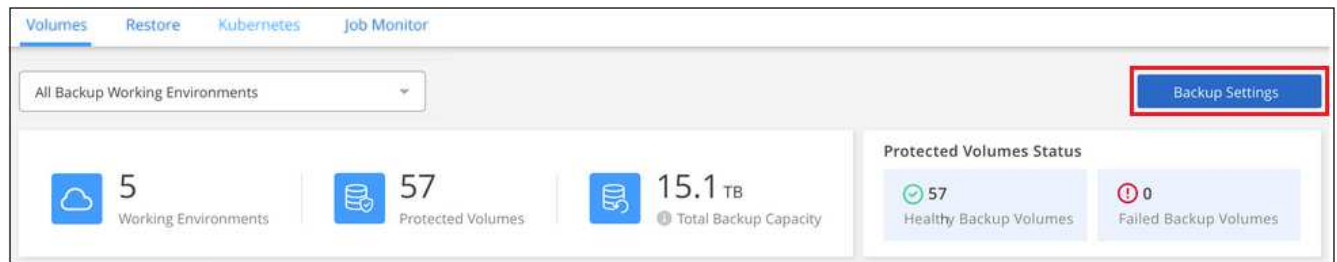 Volumes Restore Kubernetes Job Monitor
All Backup Working Environments
Backup Settings
5
Working Environments
57
Protected Volumes
15.1 TB
Total Backup Capacity
Protected Volumes Status
57
Healthy Backup Volumes
0
Failed Backup Volumes